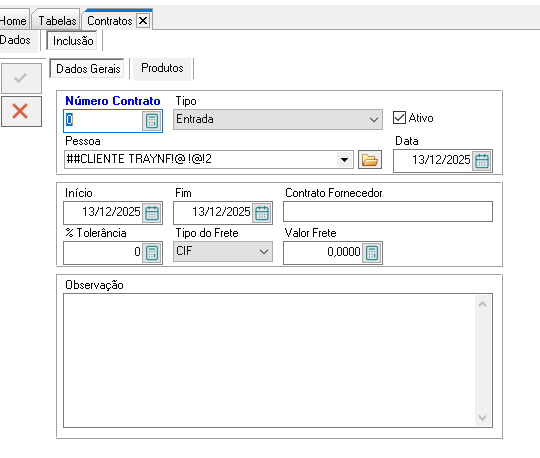 Home Tabelas Contratos
Dados Inclusão
Dados Gerais Produtos
Número Contrato Tipo
0 Entrada Ativo
Pessoa Data
##CLIENTE TRAYNF!@ !@!2 13/12/2025
Início Fim Contrato Fornecedor
13/12/2025 13/12/2025
% Tolerância Tipo do Frete Valor Frete
0 CIF 0,0000
Observação